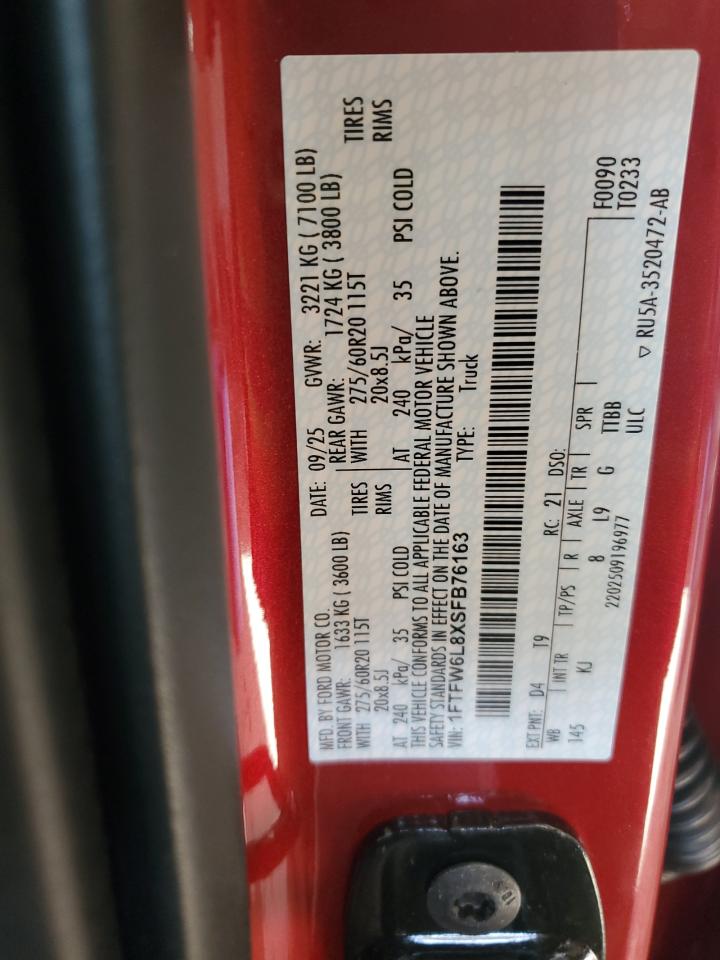 MFD. BY FORD MOTOR CO. DATE: 09/25 GVWR: 3221 KG ( 7100 LB)
FRONT GAWR: 1633 KG ( 3600 LB) REAR GAWR: 1724 KG ( 3800 LB)
WITH 275/60R20 115T TIRES WITH 275/60R20 115T TIRES
20x8.5J RIMS 20x8.5J RIMS
AT 240 kPa/ 35 PSI COLD AT 240 kPa/ 35 PSI COLD
THIS VEHICLE CONFORMS TO ALL APPLICABLE FEDERAL MOTOR VEHICLE
SAFETY STANDARDS IN EFFECT ON THE DATE OF MANUFACTURE SHOWN ABOVE.
VIN: 1FTFW6L8XSFB76163 TYPE: Truck
EXT PNT: D4 T9 RC: 21 DSO:
WB INT TR TP/PS R AXLE TR SPR F0090
145 KJ 8 L9 G TTBB T0233
2202509196977 ULC
▽ RU5A-3520472-AB